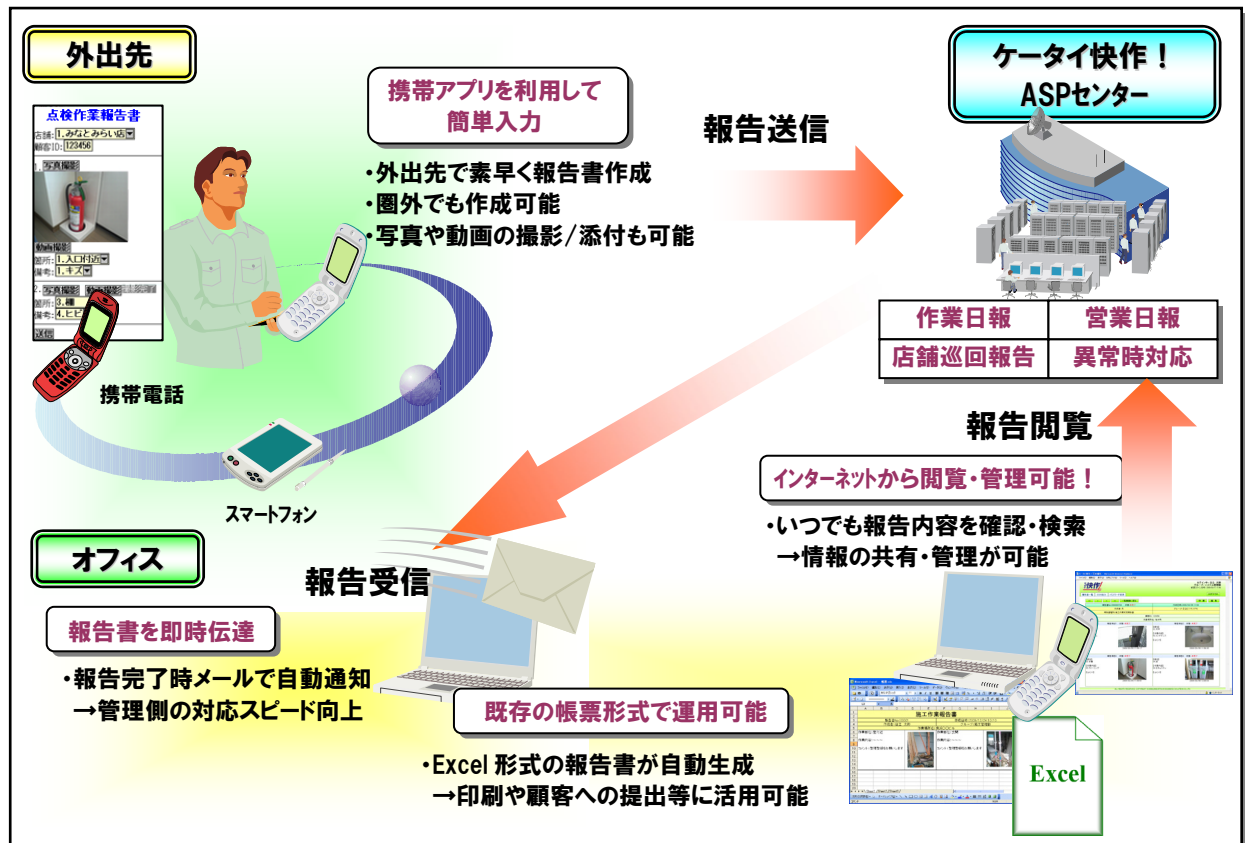 外出先
点検作業報告書
店舗:1.みなとみらい店
顧客ID:123456
1.写真撮影
動画撮影
箇所:1.入口付近
備考:1.キズ
2.写真撮影 動画撮影
箇所:3.棚
備考:4.ヒビ
送信
携帯電話
スマートフォン
携帯アプリを利用して
簡単入力
・外出先で素早く報告書作成
・圏外でも作成可能
・写真や動画の撮影/添付も可能
報告送信
ケータイ快作！
ASPセンター
作業日報 営業日報
店舗巡回報告 異常時対応
報告閲覧
インターネットから閲覧・管理可能！
・いつでも報告内容を確認・検索
→情報の共有・管理が可能
オフィス
報告受信
報告書を即時伝達
・報告完了時メールで自動通知
→管理側の対応スピード向上
既存の帳票形式で運用可能
・Excel 形式の報告書が自動生成
→印刷や顧客への提出等に活用可能
施工作業報告書
快作!
Excel